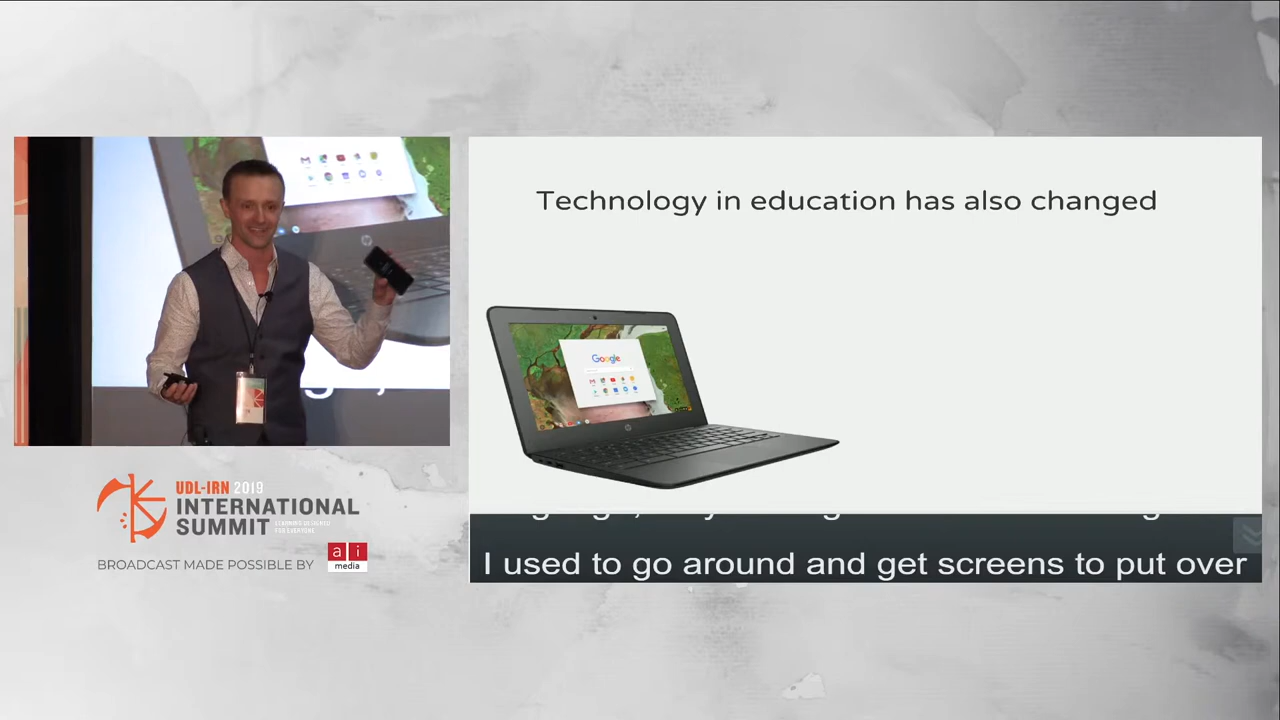 Technology in education has also changed
Google
I used to go around and get screens to put over
UDL-IRN 2019
INTERNATIONAL
SUMMIT LEARNING DESIGNED
FOR EVERYONE
BROADCAST MADE POSSIBLE BY ai
media